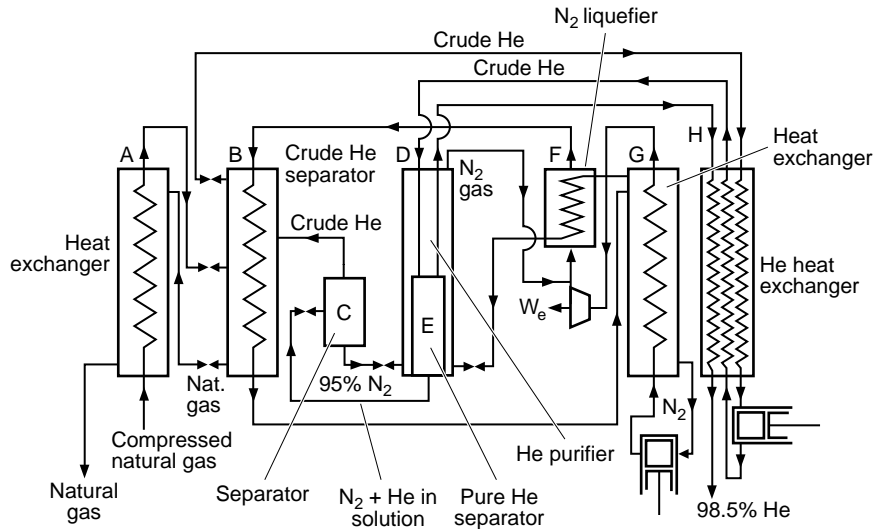 N2 liquefier
Crude He
Crude He
A
B
Crude He
separator
D
N2
gas
F
G
H
Heat
exchanger
Crude He
Heat
exchanger
C
E
We
He heat
exchanger
95% N2
Nat.
gas
N2
Compressed
natural gas
He purifier
Natural
gas
Separator
N2 + He in
solution
Pure He
separator
98.5% He